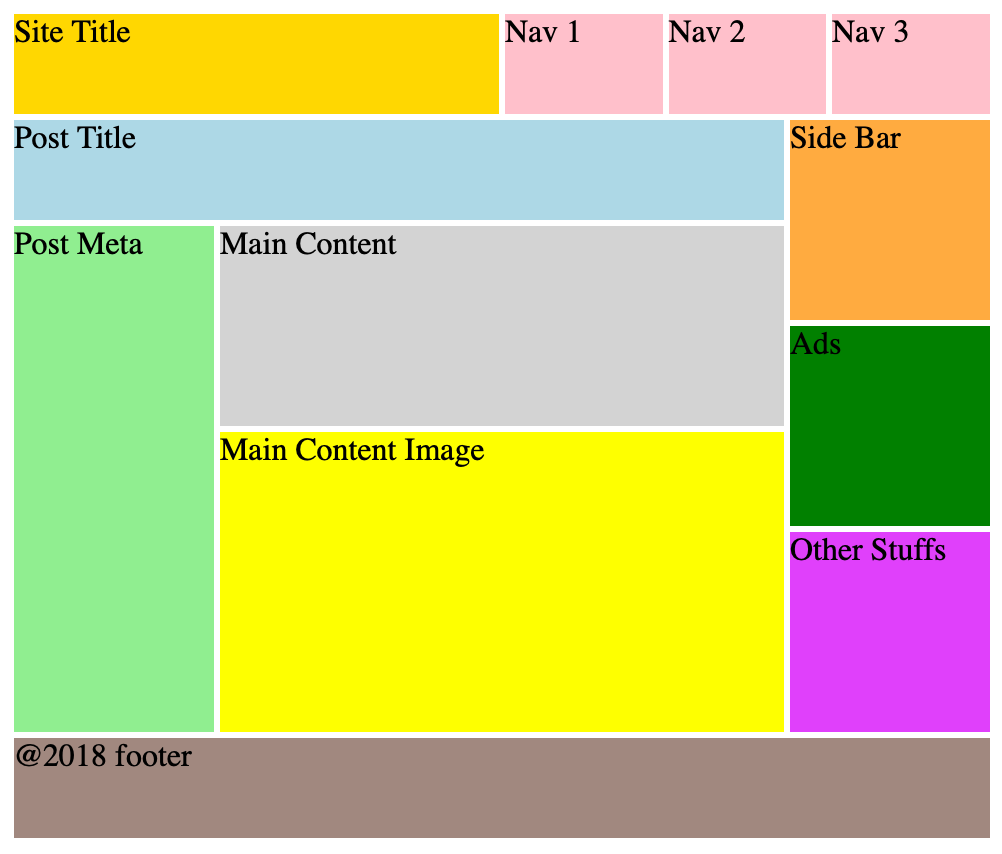 Site Title
Nav 1
Nav 2
Nav 3
Post Title
Side Bar
Post Meta
Main Content
Ads
Main Content Image
Other Stuffs
@2018 footer